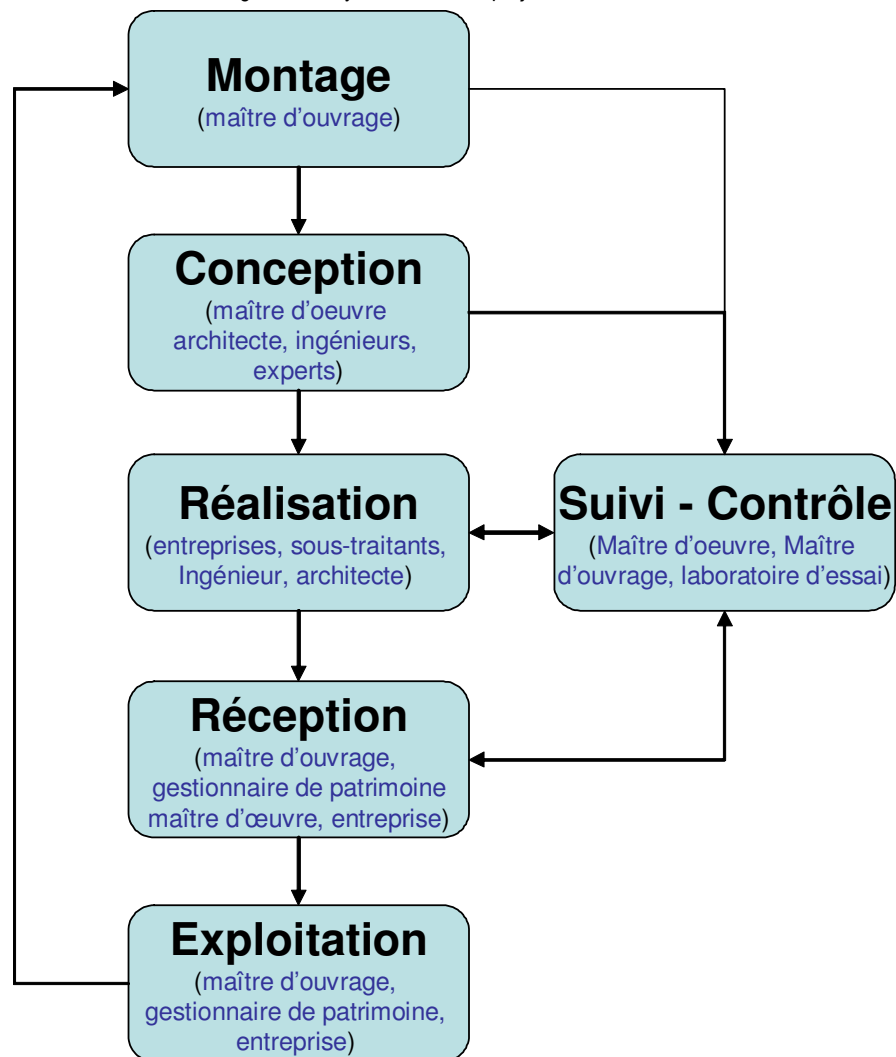 Montage
(maître d'ouvrage)
Conception
(maître d'oeuvre
architecte, ingénieurs,
experts)
Réalisation
(entreprises, sous-traitants,
Ingénieur, architecte)
Suivi - Contrôle
(Maître d'oeuvre, Maître
d'ouvrage, laboratoire d'essai)
Réception
(maître d'ouvrage,
gestionnaire de patrimoine
maître d'œuvre, entreprise)
Exploitation
(maître d'ouvrage,
gestionnaire de patrimoine,
entreprise)